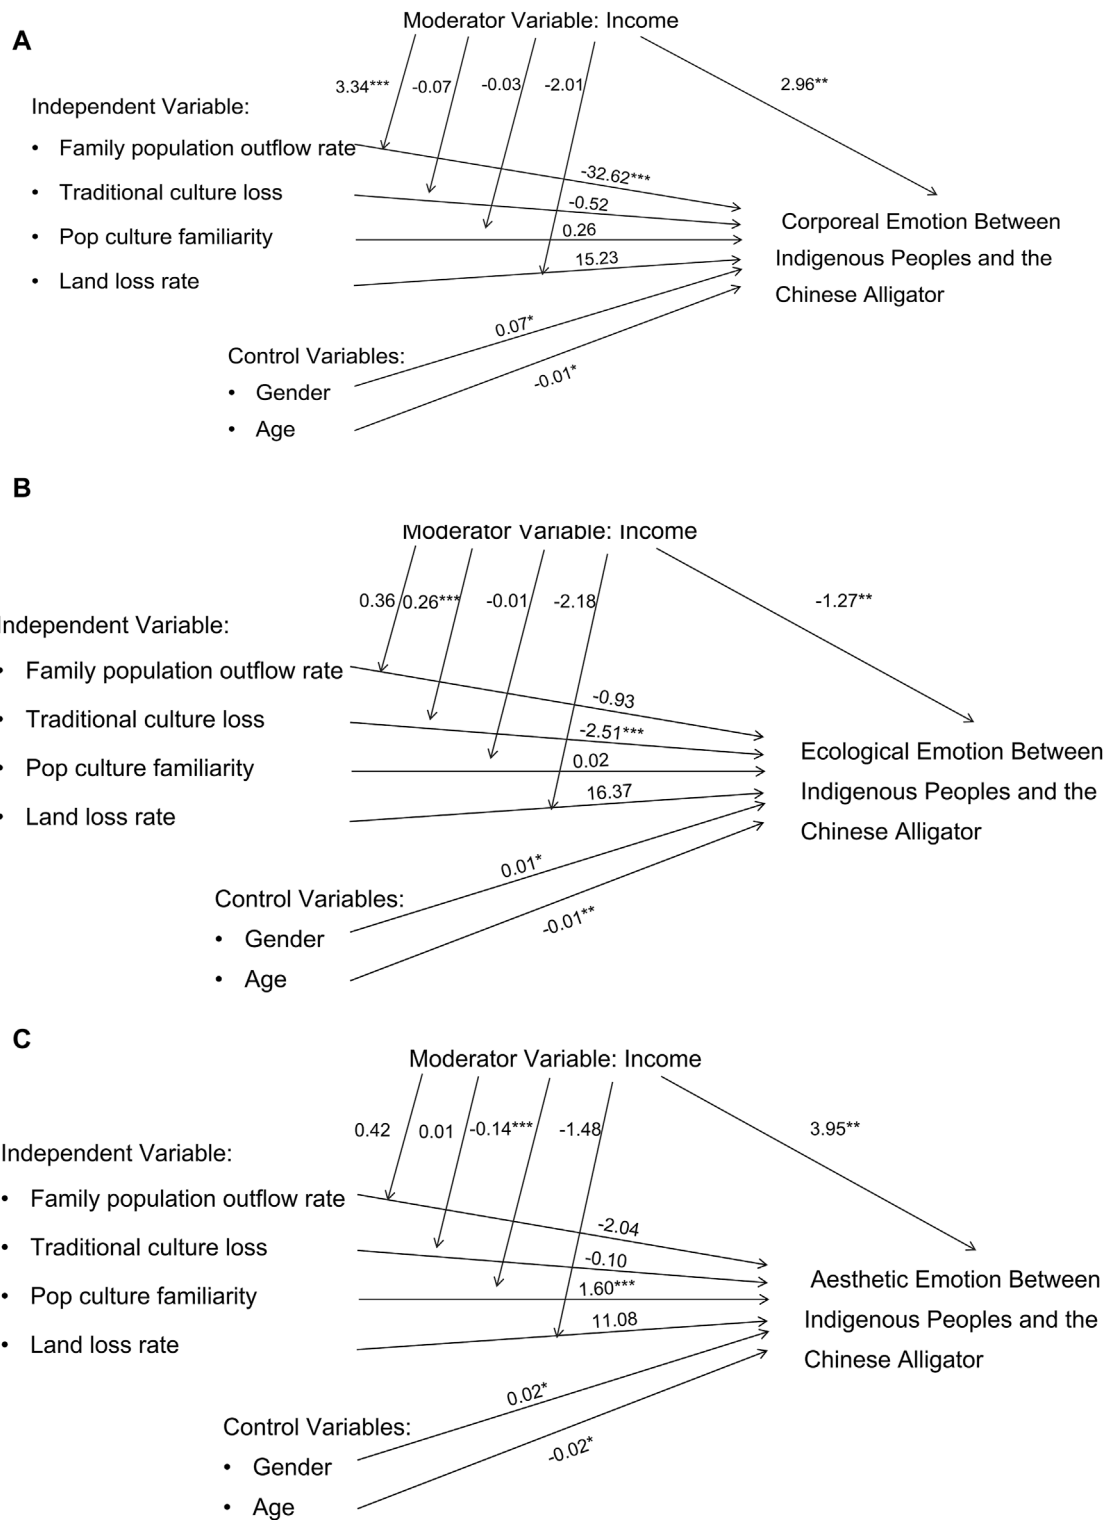 A
Moderator Variable: Income
3.34***
-0.07
-0.03
-2.01
2.96**
Independent Variable:
• Family population outflow rate
• Traditional culture loss
• Pop culture familiarity
• Land loss rate
-32.62***
-0.52
0.26
15.23
Corporeal Emotion Between
Indigenous Peoples and the
Chinese Alligator
0.07*
-0.01*
Control Variables:
• Gender
• Age
B
Moderator Variable: Income
0.36
0.26***
-0.01
-2.18
-1.27**
Independent Variable:
• Family population outflow rate
• Traditional culture loss
• Pop culture familiarity
• Land loss rate
-0.93
-2.51***
0.02
16.37
Ecological Emotion Between
Indigenous Peoples and the
Chinese Alligator
0.01*
-0.01**
Control Variables:
• Gender
• Age
C
Moderator Variable: Income
0.42
0.01
-0.14***
-1.48
3.95**
Independent Variable:
• Family population outflow rate
• Traditional culture loss
• Pop culture familiarity
• Land loss rate
-2.04
-0.10
1.60***
11.08
Aesthetic Emotion Between
Indigenous Peoples and the
Chinese Alligator
0.02*
-0.02*
Control Variables:
• Gender
• Age